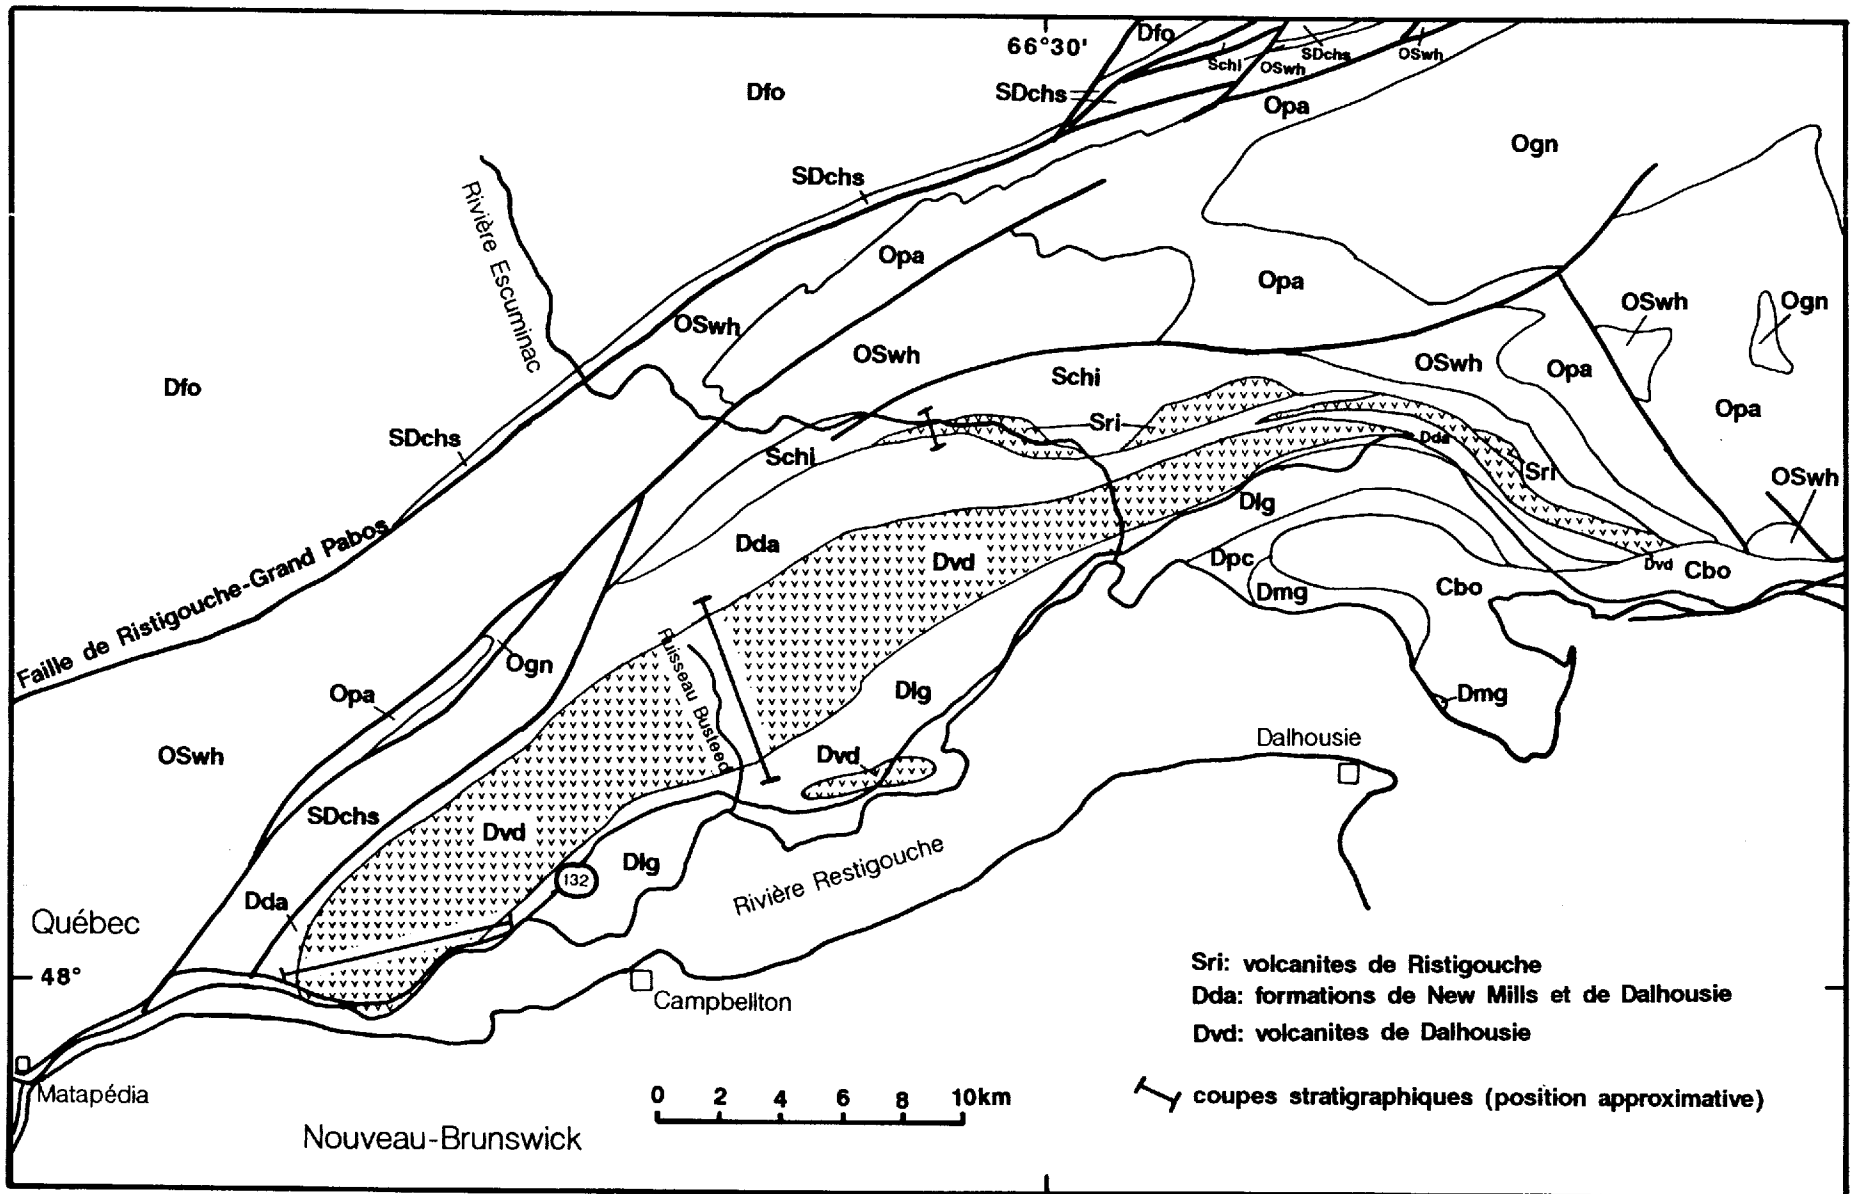 66°30'
Dfo
Dfo
Schi
OSwh
SDchs
OSwh
SDchs
Opa
Ogn
SDchs
Rivière Escuminac
Opa
Opa
OSwh
Ogn
OSwh
OSwh
Schi
OSwh
Opa
Dfo
Opa
SDchs
Sri
Dda
Schi
Sri
OSwh
Dlg
Faille de Ristigouche-Grand Pabos
Dda
Dvd
Dpc
Dvd
Cbo
Dmg
Cbo
Ruisseau Busteed
Ogn
Opa
Dlg
Dmg
OSwh
Dvd
Dalhousie
SDchs
Dvd
Dlg
132
Rivière Restigouche
Dda
Québec
48°
Campbellton
Sri: volcanites de Ristigouche
Dda: formations de New Mills et de Dalhousie
Dvd: volcanites de Dalhousie
Matapédia
0 2 4 6 8 10km
coupes stratigraphiques (position approximative)
Nouveau-Brunswick